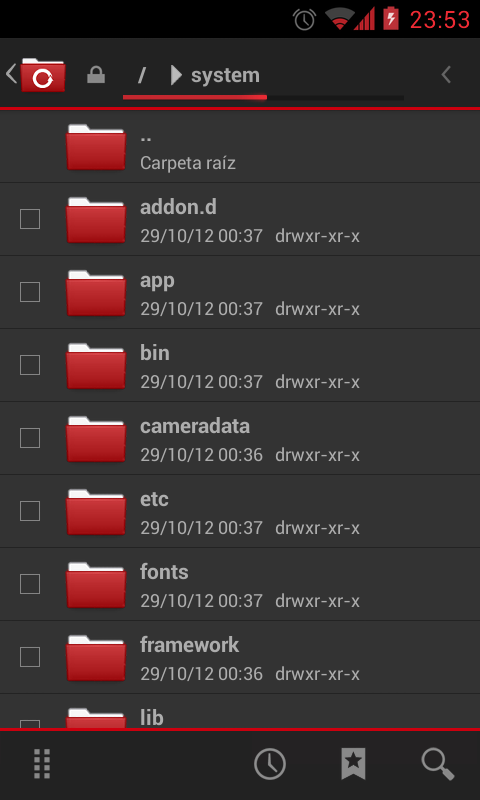 23:53
/ system
..
Carpeta raíz
addon.d
29/10/12 00:37 drwxr-xr-x
app
29/10/12 00:37 drwxr-xr-x
bin
29/10/12 00:37 drwxr-xr-x
cameradata
29/10/12 00:36 drwxr-xr-x
etc
29/10/12 00:37 drwxr-xr-x
fonts
29/10/12 00:37 drwxr-xr-x
framework
29/10/12 00:36 drwxr-xr-x
lib